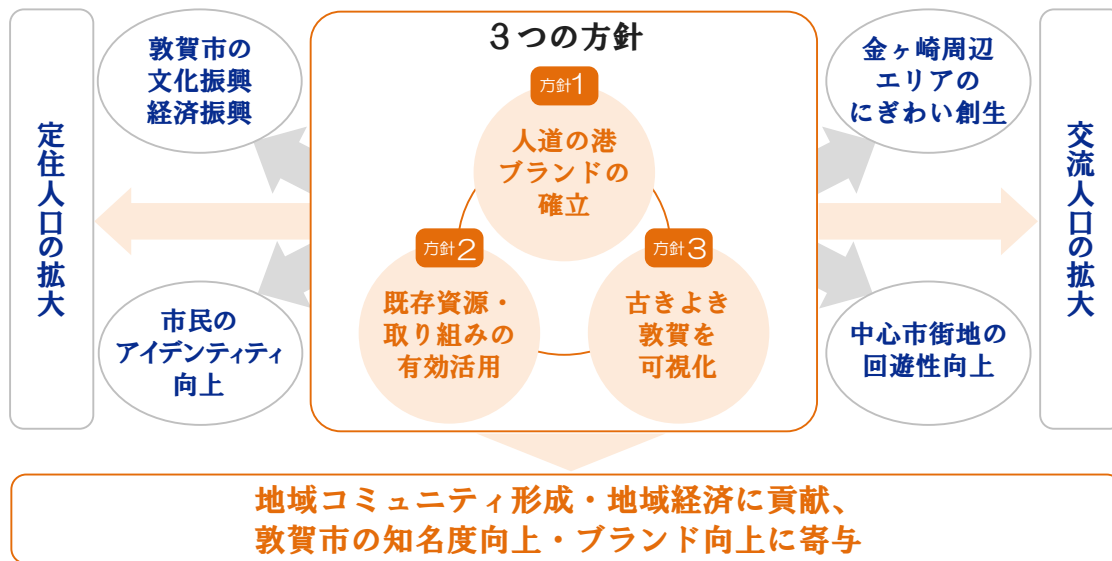 3つの方針
方針1
人道の港
ブランドの
確立
方針2
既存資源・
取り組みの
有効活用
方針3
古きよき
敦賀を
可視化
敦賀市の
文化振興
経済振興
市民の
アイデンティティ
向上
定住人口の拡大
金ヶ崎周辺
エリアの
にぎわい創生
中心市街地の
回遊性向上
交流人口の拡大
地域コミュニティ形成・地域経済に貢献、
敦賀市の知名度向上・ブランド向上に寄与